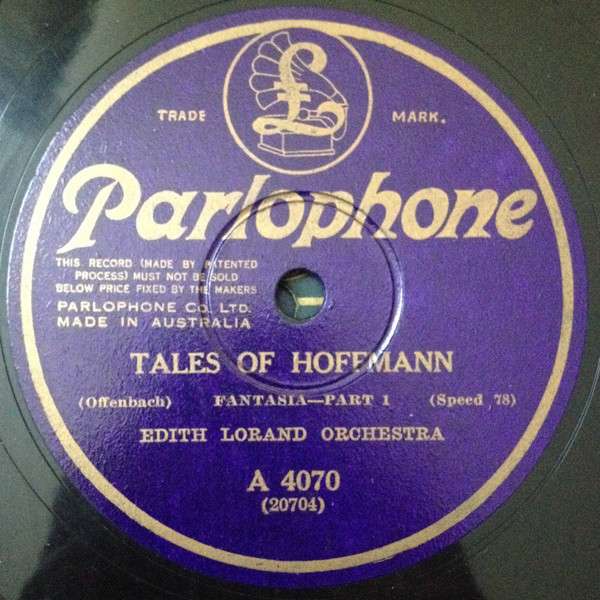 TRADE MARK.
Parlophone
THIS RECORD (MADE BY PATENTED
PROCESS) MUST NOT BE SOLD
BELOW PRICE FIXED BY THE MAKERS
PARLOPHONE CO. LTD.
MADE IN AUSTRALIA
TALES OF HOFFMANN
(Offenbach) FANTASIA—PART 1 (Speed 78)
EDITH LORAND ORCHESTRA
A 4070
(20704)